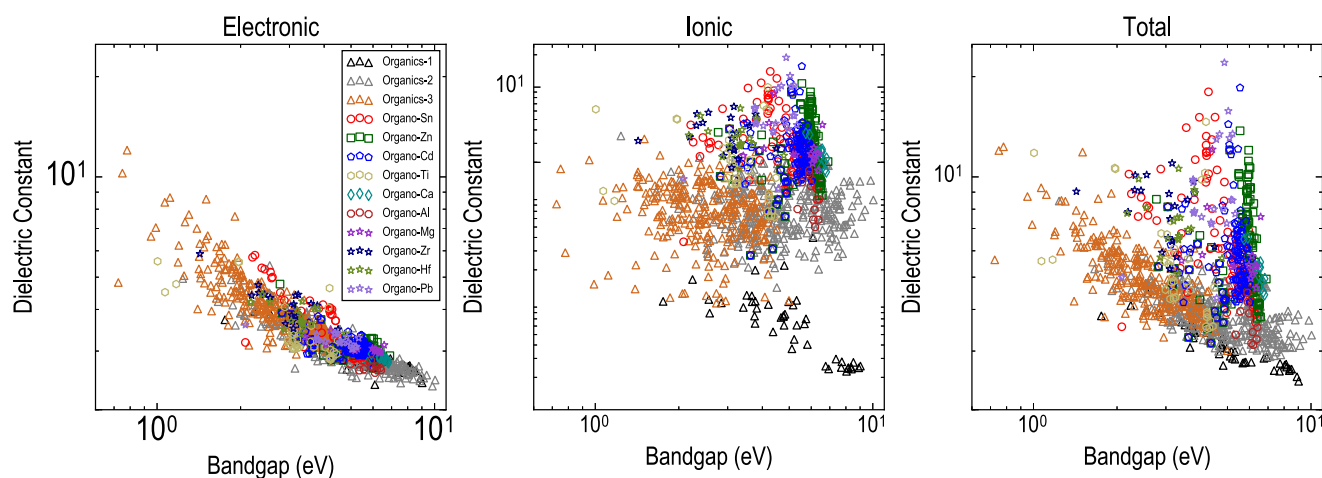 Electronic
Ionic
Total
Dielectric Constant
10¹
10⁰
10¹
Bandgap (eV)
Organics-1
Organics-2
Organics-3
Organo-Sn
Organo-Zn
Organo-Cd
Organo-Ti
Organo-Ca
Organo-Al
Organo-Mg
Organo-Zr
Organo-Hf
Organo-Pb
Dielectric Constant
10¹
10⁰
10¹
Bandgap (eV)
Dielectric Constant
10¹
10⁰
10¹
Bandgap (eV)